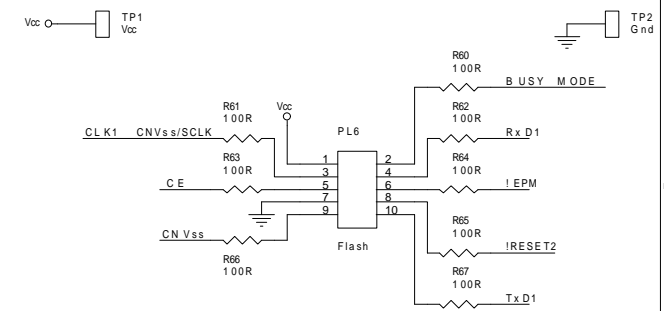 Vcc
TP1
Vcc
TP2
Gnd
R60
100R
BUSY MODE
R61
100R
Vcc
R62
100R
CLK1 CNVss/SCLK
PL6
RxD1
R63
100R
R64
100R
1 2
3 4
CE
5 6
!EPM
7 8
9 10
CNVss
R65
100R
Flash
!RESET2
R66
100R
R67
100R
TxD1